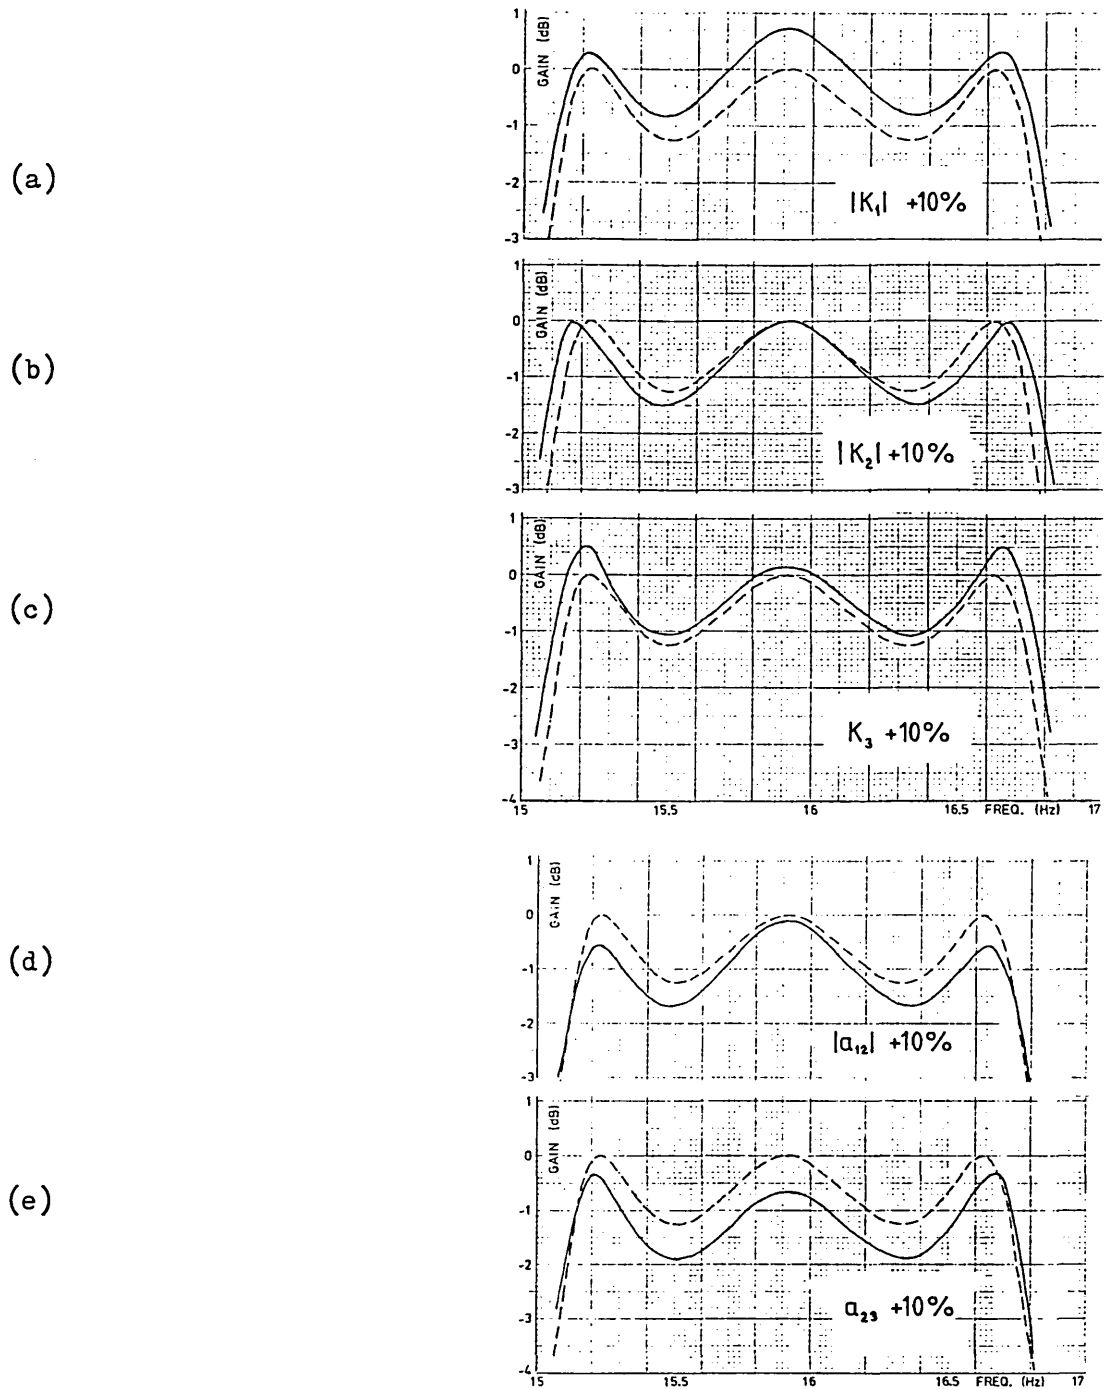 (a)
GAIN (dB)
1
0
-1
-2
-3
|K₁| +10%
(b)
GAIN (dB)
1
0
-1
-2
-3
|K₂| +10%
(c)
GAIN (dB)
1
0
-1
-2
-3
-4
K₃ +10%
15 15.5 16 16.5 FREQ. (Hz) 17
(d)
GAIN (dB)
1
0
-1
-2
-3
|a₁₂| +10%
(e)
GAIN (dB)
1
0
-1
-2
-3
-4
a₂₃ +10%
15 15.5 16 16.5 FREQ. (Hz) 17